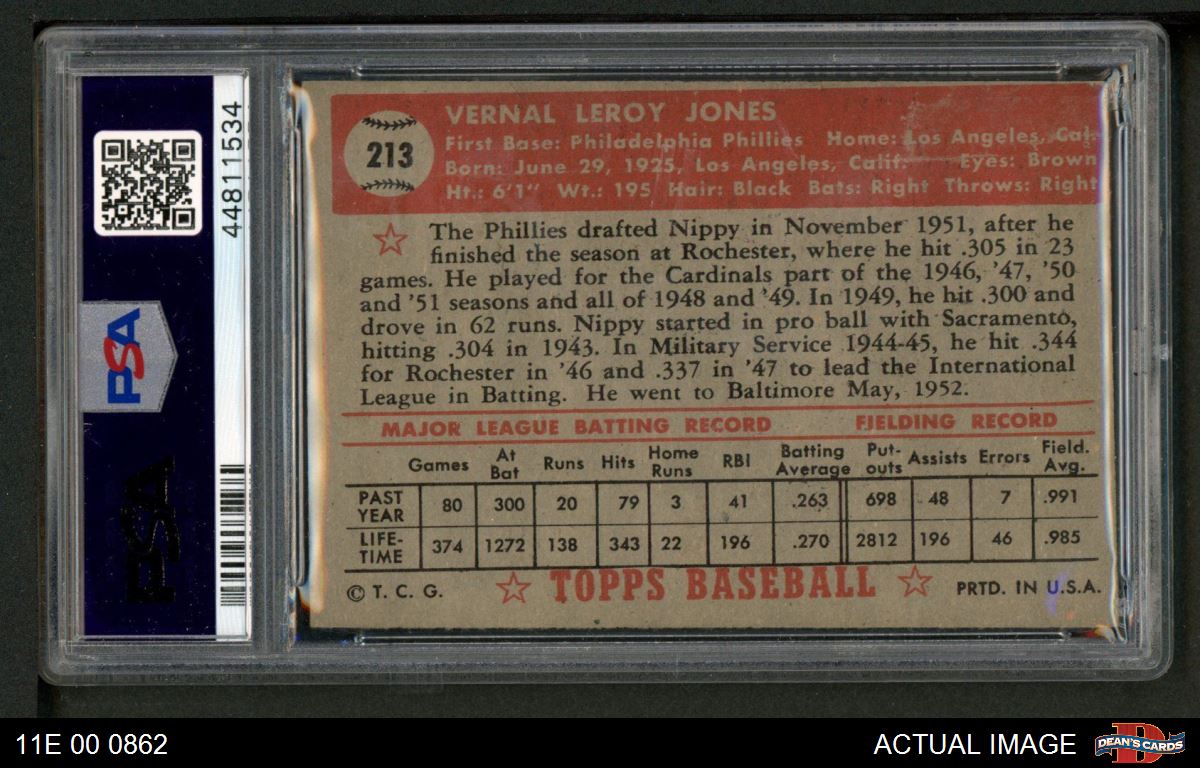 44811534
PSA
PSA
VERNAL LEROY JONES
213
First Base: Philadelphia Phillies Home: Los Angeles, Cal.
Born: June 29, 1925, Los Angeles, Calif. Eyes: Brown
Ht.: 6'1" Wt.: 195 Hair: Black Bats: Right Throws: Right
The Phillies drafted Nippy in November 1951, after he
finished the season at Rochester, where he hit .305 in 23
games. He played for the Cardinals part of the 1946, '47, '50
and '51 seasons and all of 1948 and '49. In 1949, he hit .300 and
drove in 62 runs. Nippy started in pro ball with Sacramento,
hitting .304 in 1943. In Military Service 1944-45, he hit .344
for Rochester in '46 and .337 in '47 to lead the International
League in Batting. He went to Baltimore May, 1952.
MAJOR LEAGUE BATTING RECORD FIELDING RECORD
Games At Bat Runs Hits Home Runs RBI Batting Average Put-outs Assists Errors Field. Avg.
PAST YEAR 80 300 20 79 3 41 .263 698 48 7 .991
LIFE-TIME 374 1272 138 343 22 196 .270 2812 196 46 .985
© T. C. G. TOPPS BASEBALL PRTD. IN U.S.A.
11E 00 0862 ACTUAL IMAGE DEAN'S CARDS